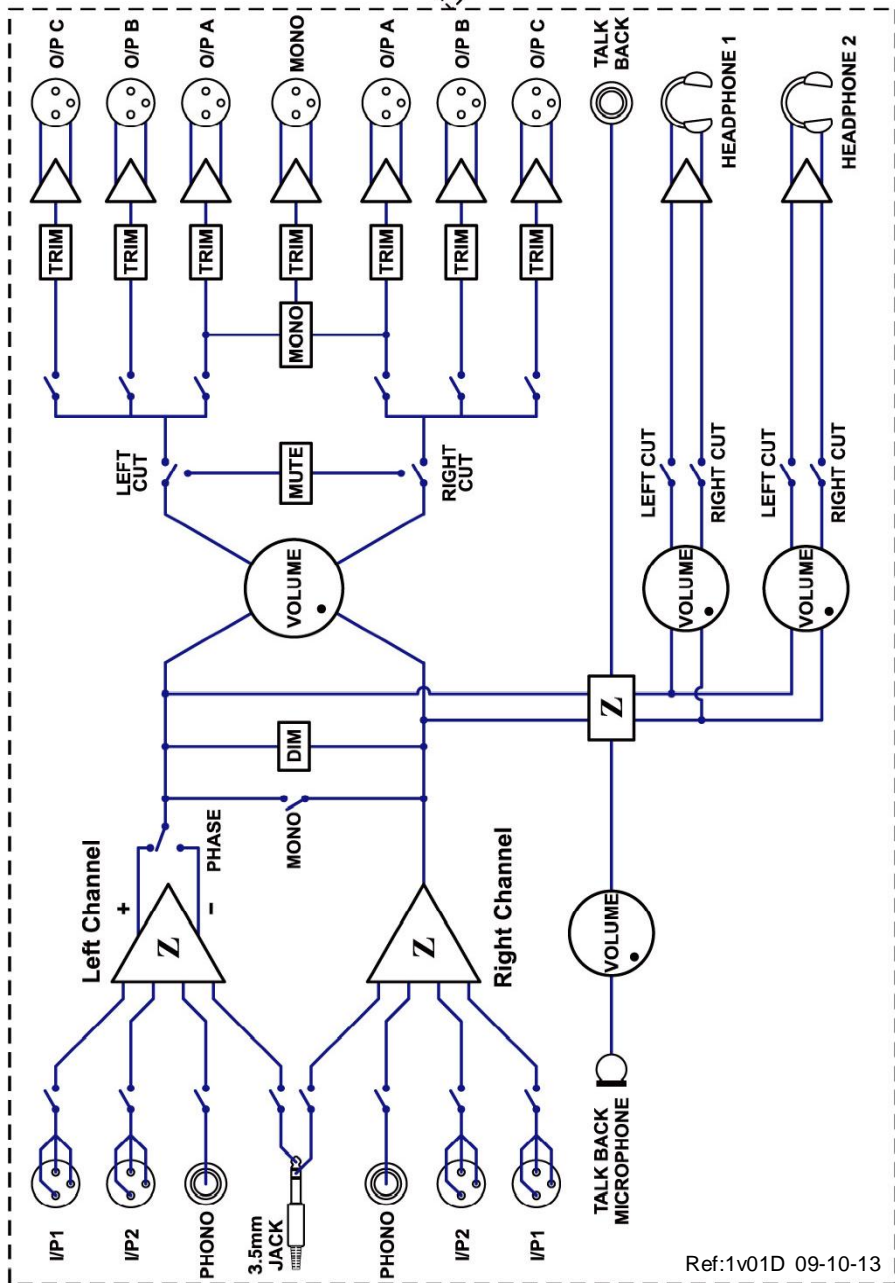 O/P C
O/P B
O/P A
MONO
O/P A
O/P B
O/P C
TALK
BACK
HEADPHONE 1
HEADPHONE 2
TRIM
TRIM
TRIM
TRIM
TRIM
TRIM
TRIM
MONO
LEFT
CUT
MUTE
RIGHT
CUT
LEFT CUT
RIGHT CUT
LEFT CUT
RIGHT CUT
VOLUME
VOLUME
VOLUME
Z
DIM
MONO
PHASE
Left Channel
+
–
Z
Right Channel
Z
VOLUME
I/P1
I/P2
PHONO
3.5mm
JACK
PHONO
I/P2
I/P1
TALK BACK
MICROPHONE
Ref:1v01D 09-10-13